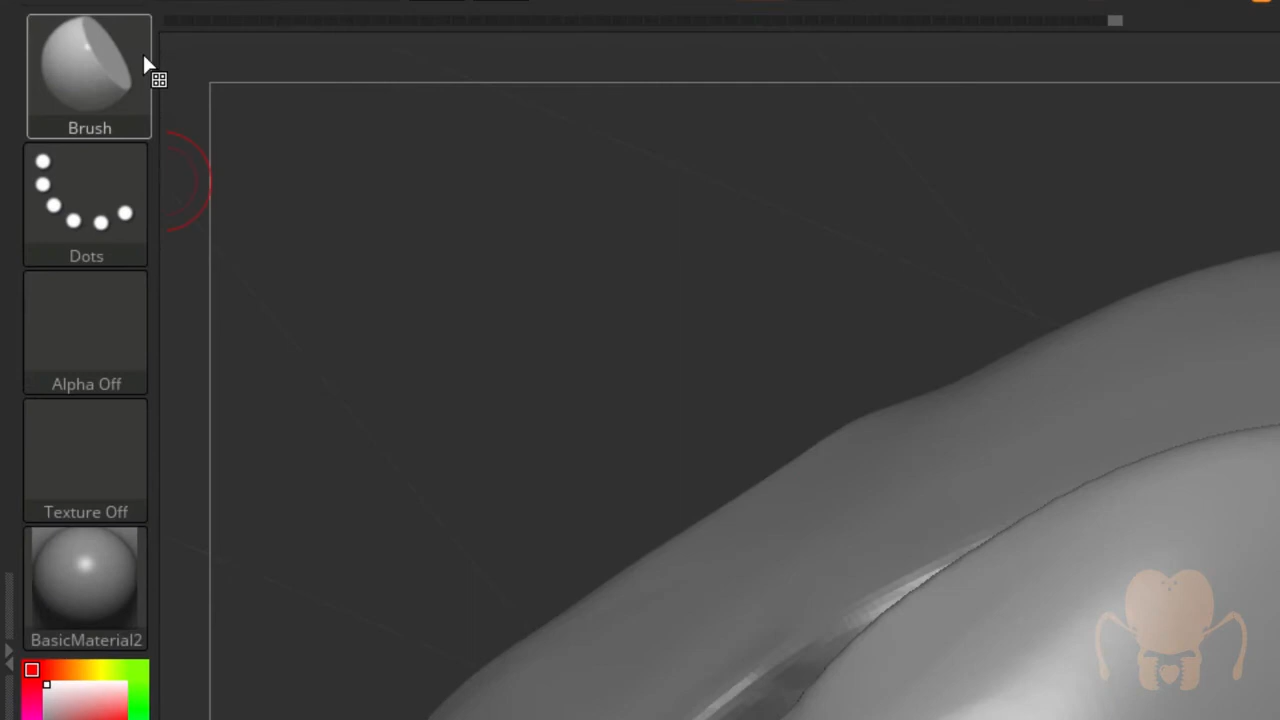 Brush
Dots
Alpha Off
Texture Off
BasicMaterial2